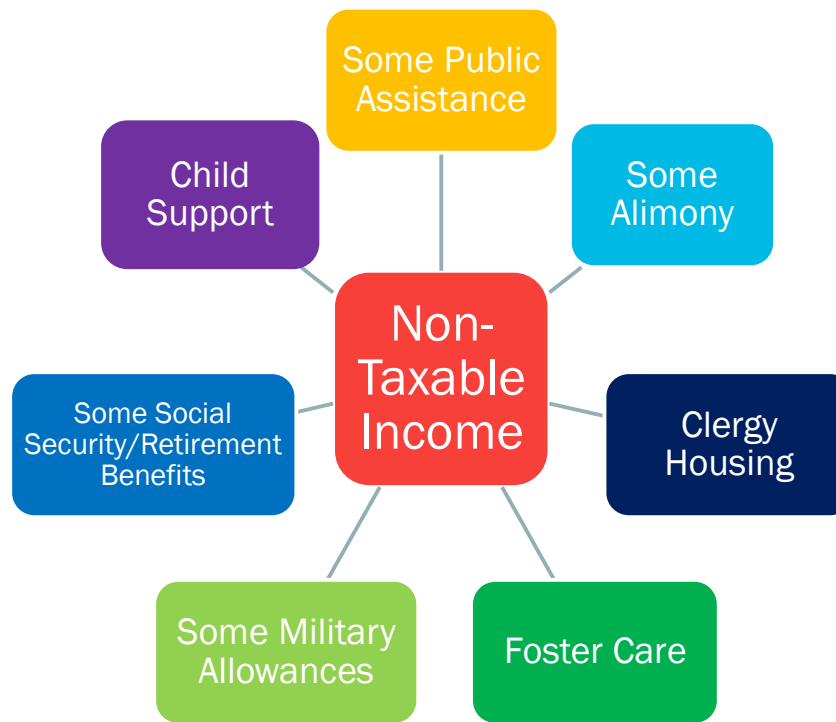 Some Public
Assistance
Child
Support
Some
Alimony
Non-
Taxable
Income
Some Social
Security/Retirement
Benefits
Clergy
Housing
Some Military
Allowances
Foster Care